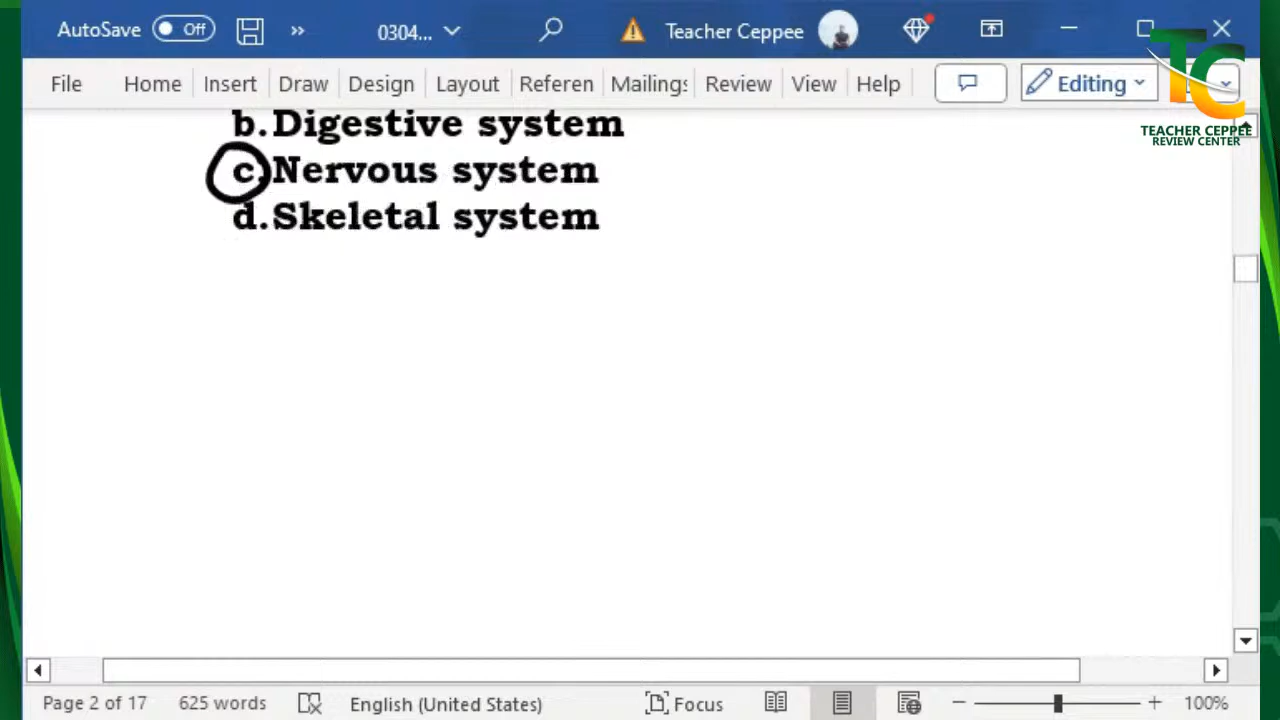 AutoSave Off 0304... Teacher Ceppee
File Home Insert Draw Design Layout Referen Mailings Review View Help Editing
TC
TEACHER CEPPEE
REVIEW CENTER
b. Digestive system
c. Nervous system
d. Skeletal system
Page 2 of 17 625 words English (United States) Focus 100%